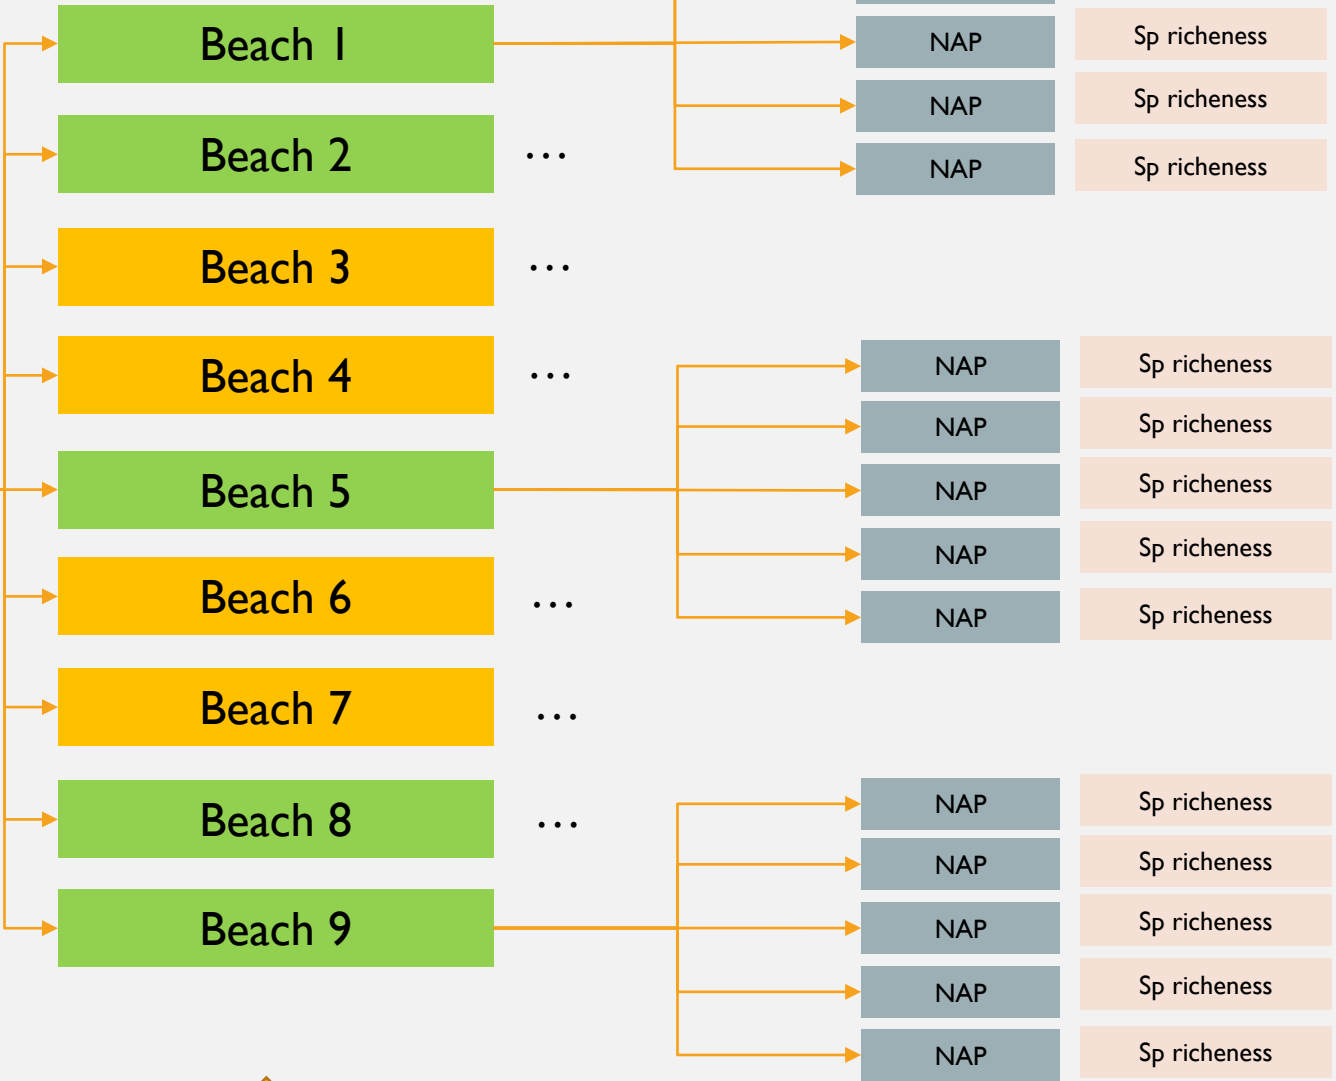 Beach 1
NAP
Sp richeness
NAP
Sp richeness
Beach 2
...
NAP
Sp richeness
Beach 3
...
Beach 4
...
NAP
Sp richeness
NAP
Sp richeness
Beach 5
NAP
Sp richeness
NAP
Sp richeness
Beach 6
...
NAP
Sp richeness
Beach 7
...
Beach 8
...
NAP
Sp richeness
NAP
Sp richeness
Beach 9
NAP
Sp richeness
NAP
Sp richeness
NAP
Sp richeness